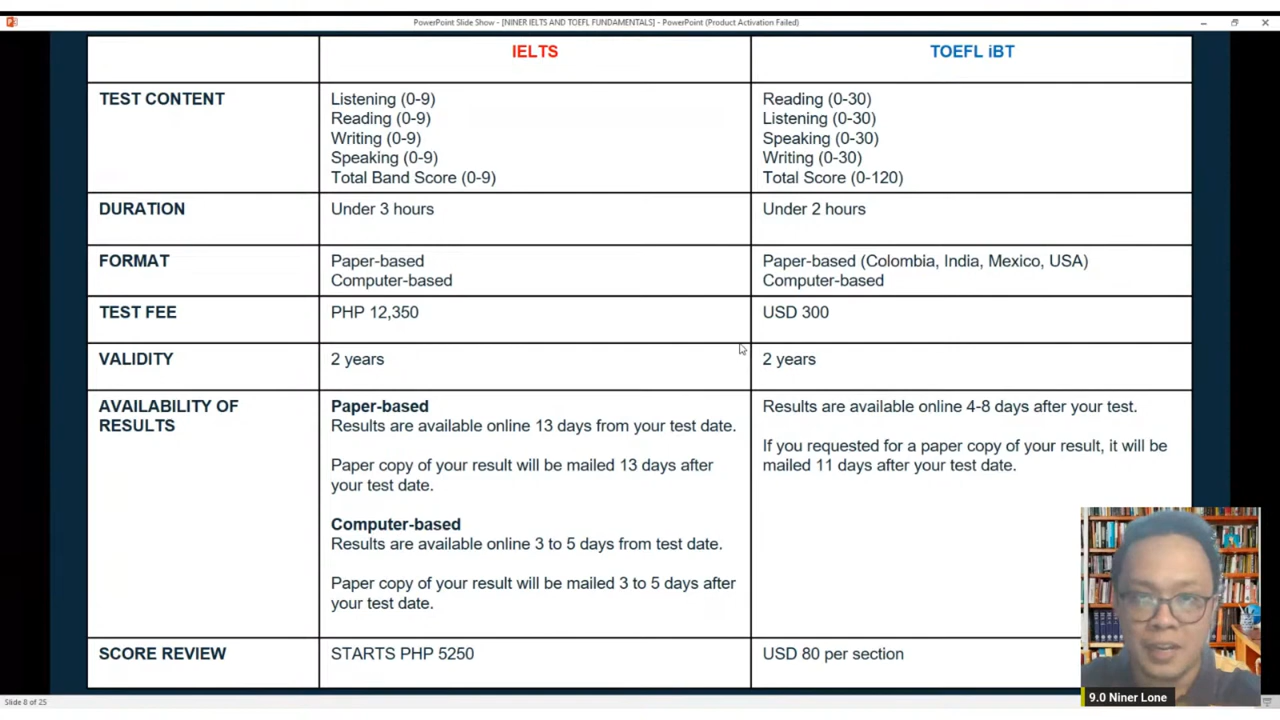 PowerPoint Slide Show - [NINER IELTS AND TOEFL FUNDAMENTALS] - PowerPoint (Product Activation Failed)
IELTS
TOEFL iBT
TEST CONTENT
Listening (0-9)
Reading (0-9)
Writing (0-9)
Speaking (0-9)
Total Band Score (0-9)
Reading (0-30)
Listening (0-30)
Speaking (0-30)
Writing (0-30)
Total Score (0-120)
DURATION
Under 3 hours
Under 2 hours
FORMAT
Paper-based
Computer-based
Paper-based (Colombia, India, Mexico, USA)
Computer-based
TEST FEE
PHP 12,350
USD 300
VALIDITY
2 years
2 years
AVAILABILITY OF
RESULTS
Paper-based
Results are available online 13 days from your test date.
Paper copy of your result will be mailed 13 days after
your test date.
Computer-based
Results are available online 3 to 5 days from test date.
Paper copy of your result will be mailed 3 to 5 days after
your test date.
Results are available online 4-8 days after your test.
If you requested for a paper copy of your result, it will be
mailed 11 days after your test date.
SCORE REVIEW
STARTS PHP 5250
USD 80 per section
9.0 Niner Lone
Slide 8 of 25